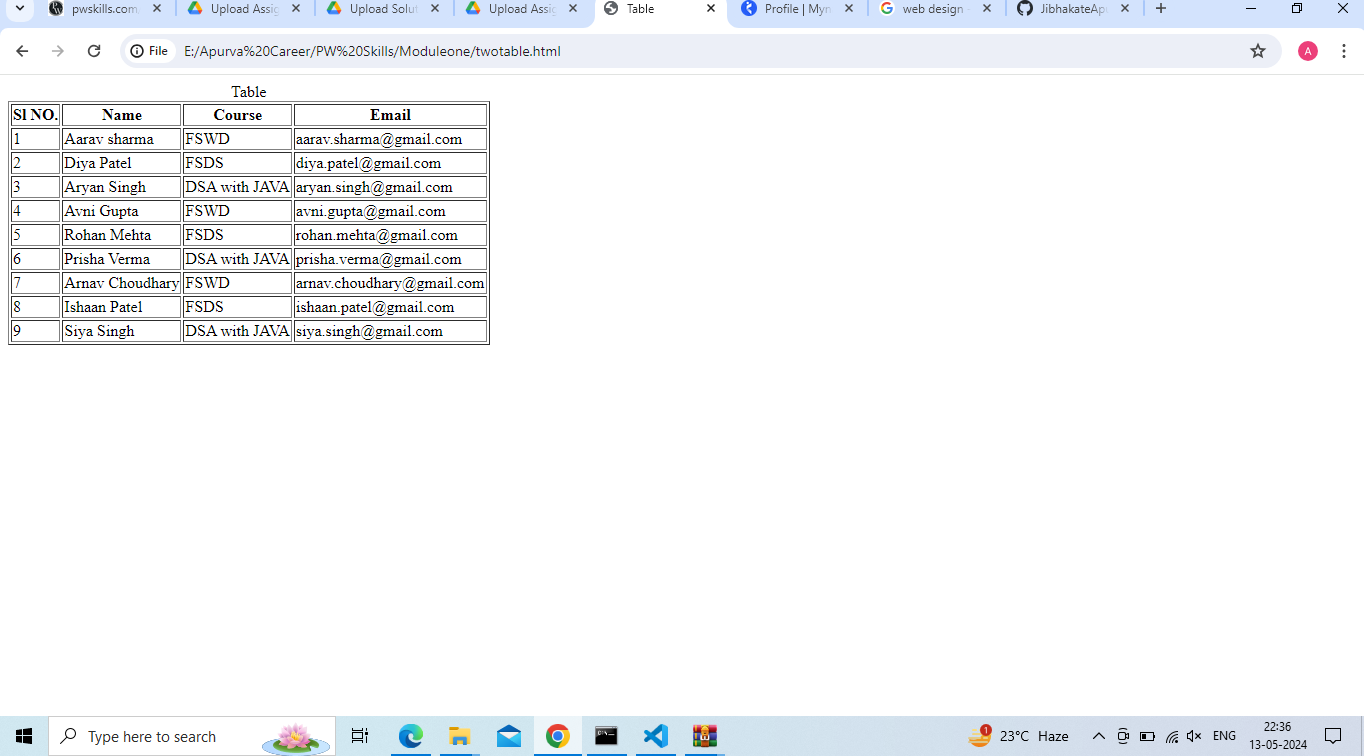 pwskills.com
Upload Assig
Upload Solut
Upload Assig
Table
Profile | Myn
web design -
JibhakateApu
File
E:/Apurva%20Career/PW%20Skills/Moduleone/twotable.html
A
Table
Sl NO. Name Course Email
1 Aarav sharma FSWD aarav.sharma@gmail.com
2 Diya Patel FSDS diya.patel@gmail.com
3 Aryan Singh DSA with JAVA aryan.singh@gmail.com
4 Avni Gupta FSWD avni.gupta@gmail.com
5 Rohan Mehta FSDS rohan.mehta@gmail.com
6 Prisha Verma DSA with JAVA prisha.verma@gmail.com
7 Arnav Choudhary FSWD arnav.choudhary@gmail.com
8 Ishaan Patel FSDS ishaan.patel@gmail.com
9 Siya Singh DSA with JAVA siya.singh@gmail.com
Type here to search
1
23°C Haze
ENG
22:36
13-05-2024